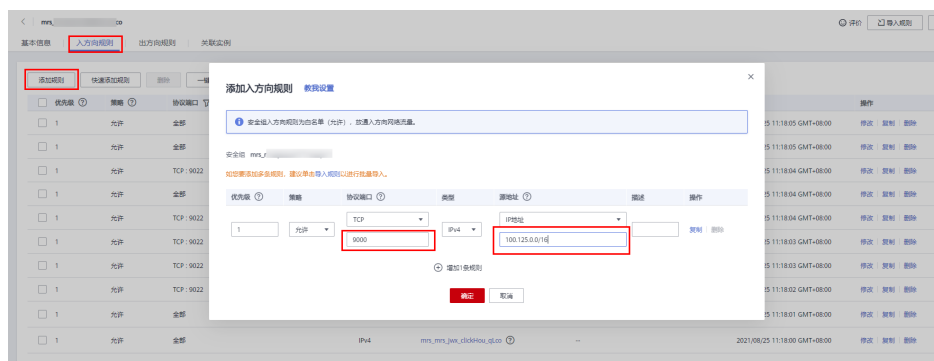 mrs_ co 评价 导入规则
基本信息 入方向规则 出方向规则 关联实例
添加规则 快速添加规则 删除 一键
优先级 策略 协议端口 操作
1 允许 全部 25 11:18:05 GMT+08:00 修改 复制 删除
1 允许 全部 25 11:18:05 GMT+08:00 修改 复制 删除
1 允许 TCP : 9022 25 11:18:04 GMT+08:00 修改 复制 删除
1 允许 全部 25 11:18:04 GMT+08:00 修改 复制 删除
1 允许 TCP : 9022 25 11:18:04 GMT+08:00 修改 复制 删除
1 允许 TCP : 9022 25 11:18:03 GMT+08:00 修改 复制 删除
1 允许 TCP : 9022 25 11:18:03 GMT+08:00 修改 复制 删除
1 允许 TCP : 9022 25 11:18:02 GMT+08:00 修改 复制 删除
1 允许 全部 25 11:18:01 GMT+08:00 修改 复制 删除
1 允许 全部 IPv4 mrs_mrs_jwx_clickHou_qLco -- 2021/08/25 11:18:00 GMT+08:00 修改 复制 删除
添加入方向规则 教我设置
安全组入方向规则为白名单（允许），放通入方向网络流量。
安全组 mrs_r
如您要添加多条规则，建议单击导入规则以进行批量导入。
优先级 策略 协议端口 类型 源地址 描述 操作
1 允许 TCP IPv4 IP地址 复制 删除
9000 100.125.0.0/16
增加1条规则
确定 取消